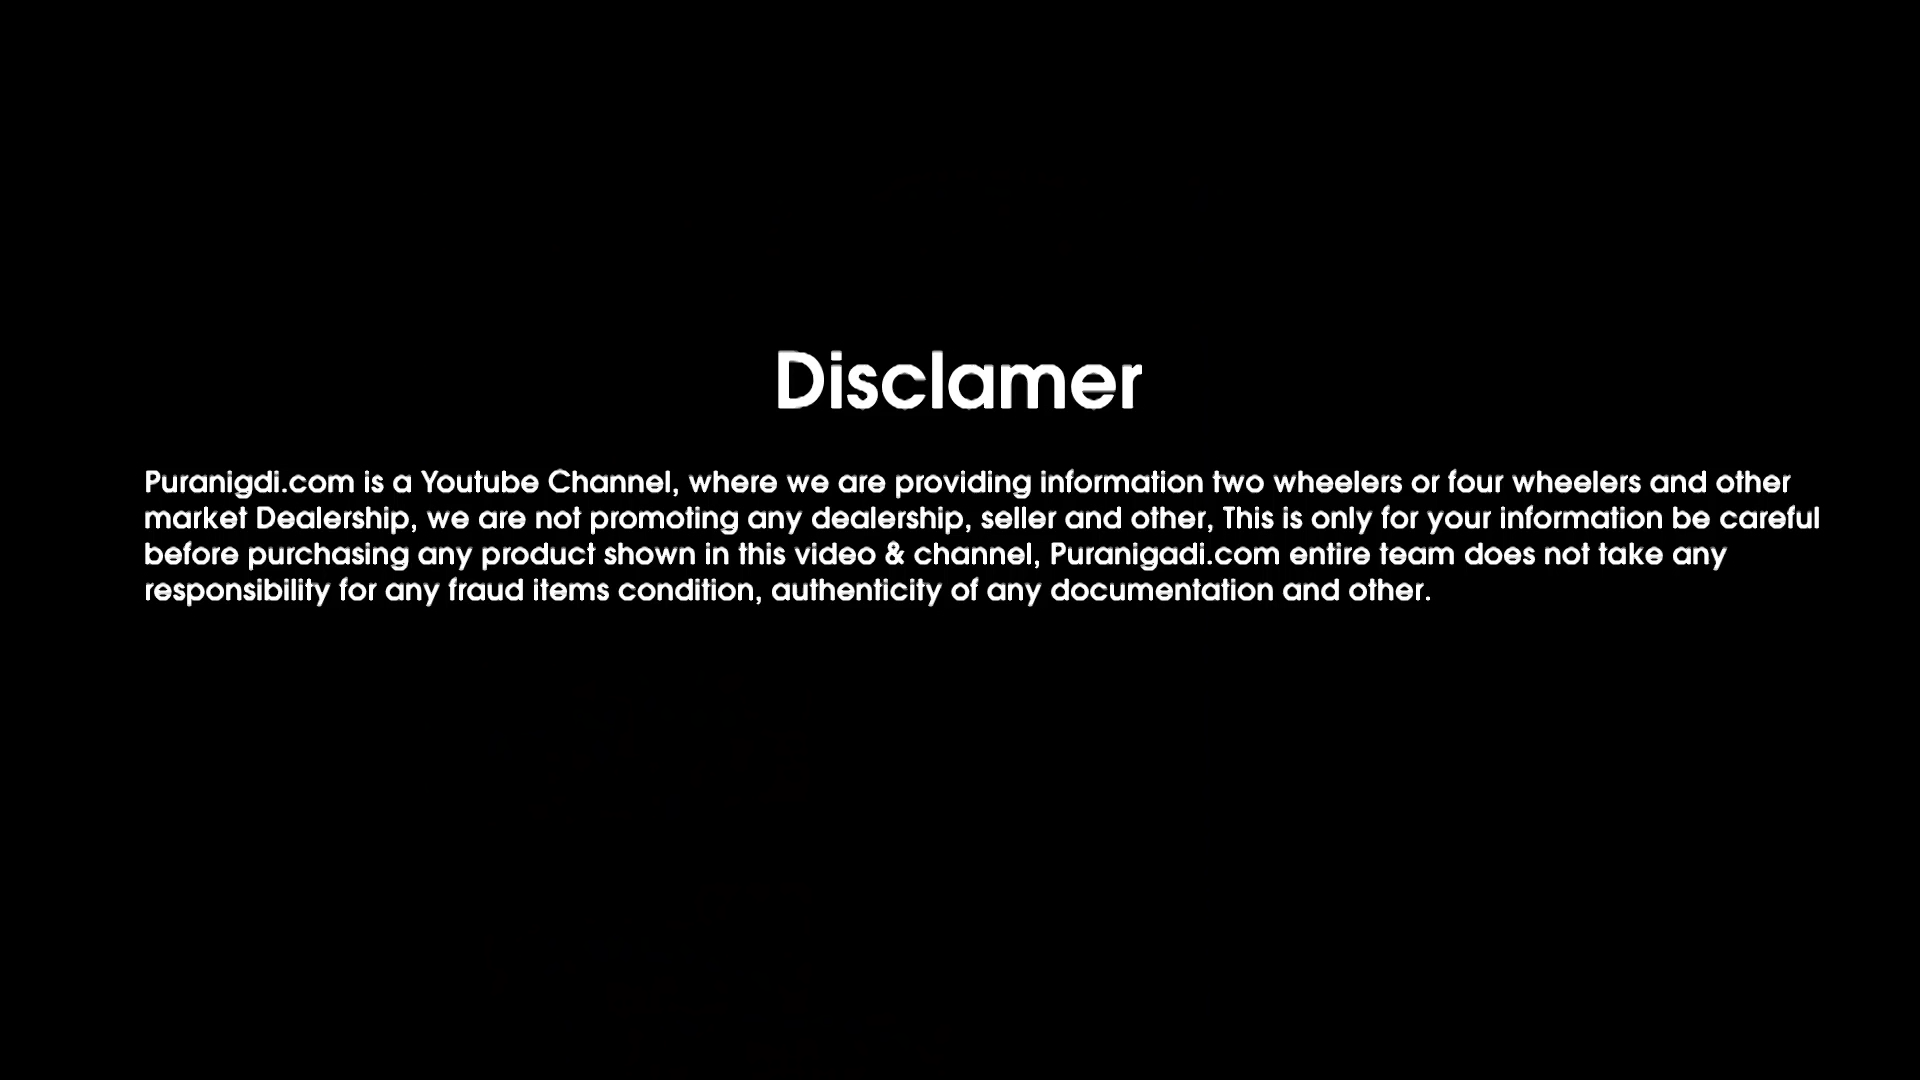 Disclamer
Puranigdi.com is a Youtube Channel, where we are providing information two wheelers or four wheelers and other
market Dealership, we are not promoting any dealership, seller and other, This is only for your information be careful
before purchasing any product shown in this video & channel, Puranigadi.com entire team does not take any
responsibility for any fraud items condition, authenticity of any documentation and other.